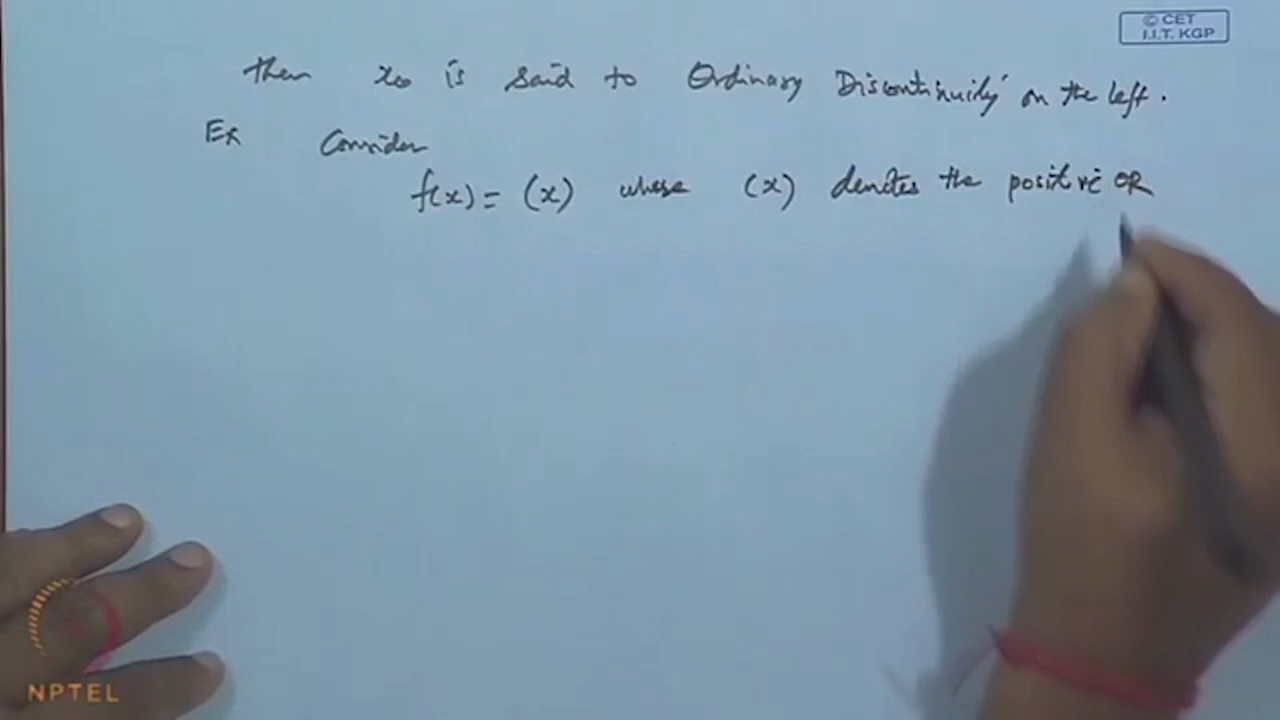 © CET
I.I.T. KGP
then x₀ is said to Ordinary Discontinuity on the left.
Ex Consider
f(x) = (x) where (x) denotes the positive OR
NPTEL